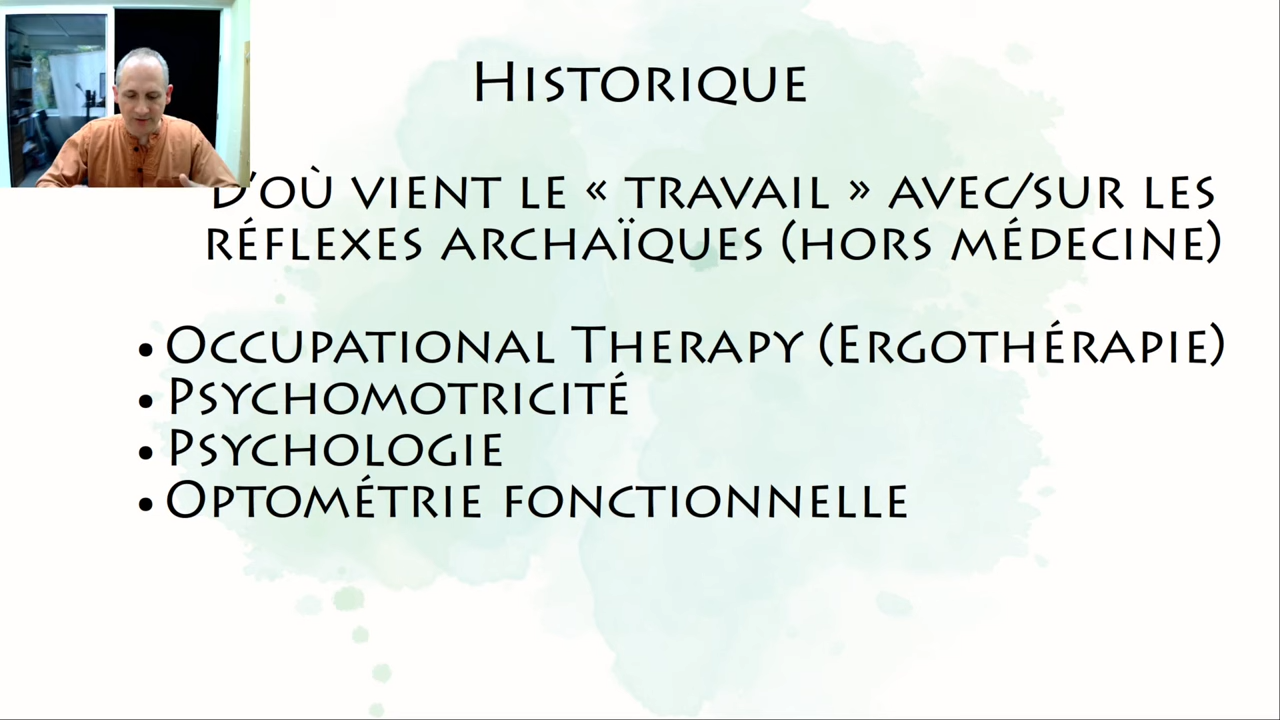 Historique
D'où vient le « travail » avec/sur les
réflexes archaïques (hors médecine)
• Occupational Therapy (Ergothérapie)
• Psychomotricité
• Psychologie
• Optométrie fonctionnelle